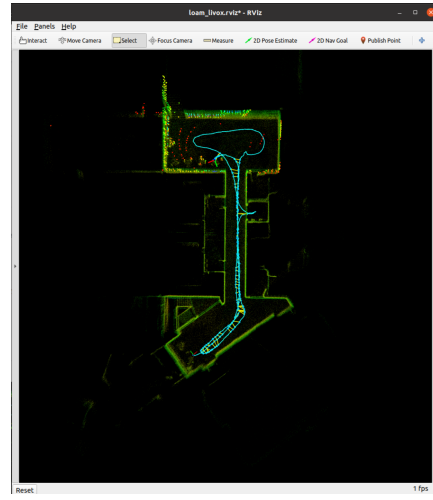 loam_livox.rviz* - RViz
File Panels Help
Interact Move Camera Select Focus Camera Measure 2D Pose Estimate 2D Nav Goal Publish Point
Reset 1 fps